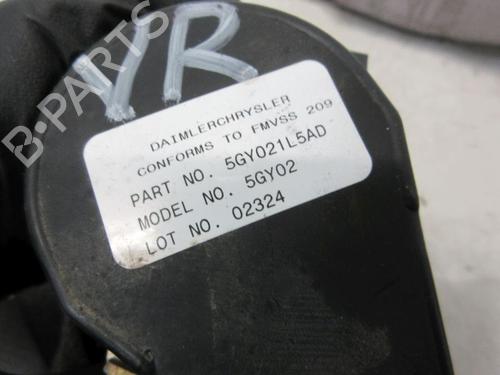 VR
DAIMLERCHRYSLER
CONFORMS TO FMVSS 209
PART NO. 5GY021L5AD
MODEL NO. 5GY02
LOT NO. 02324
B-PARTS